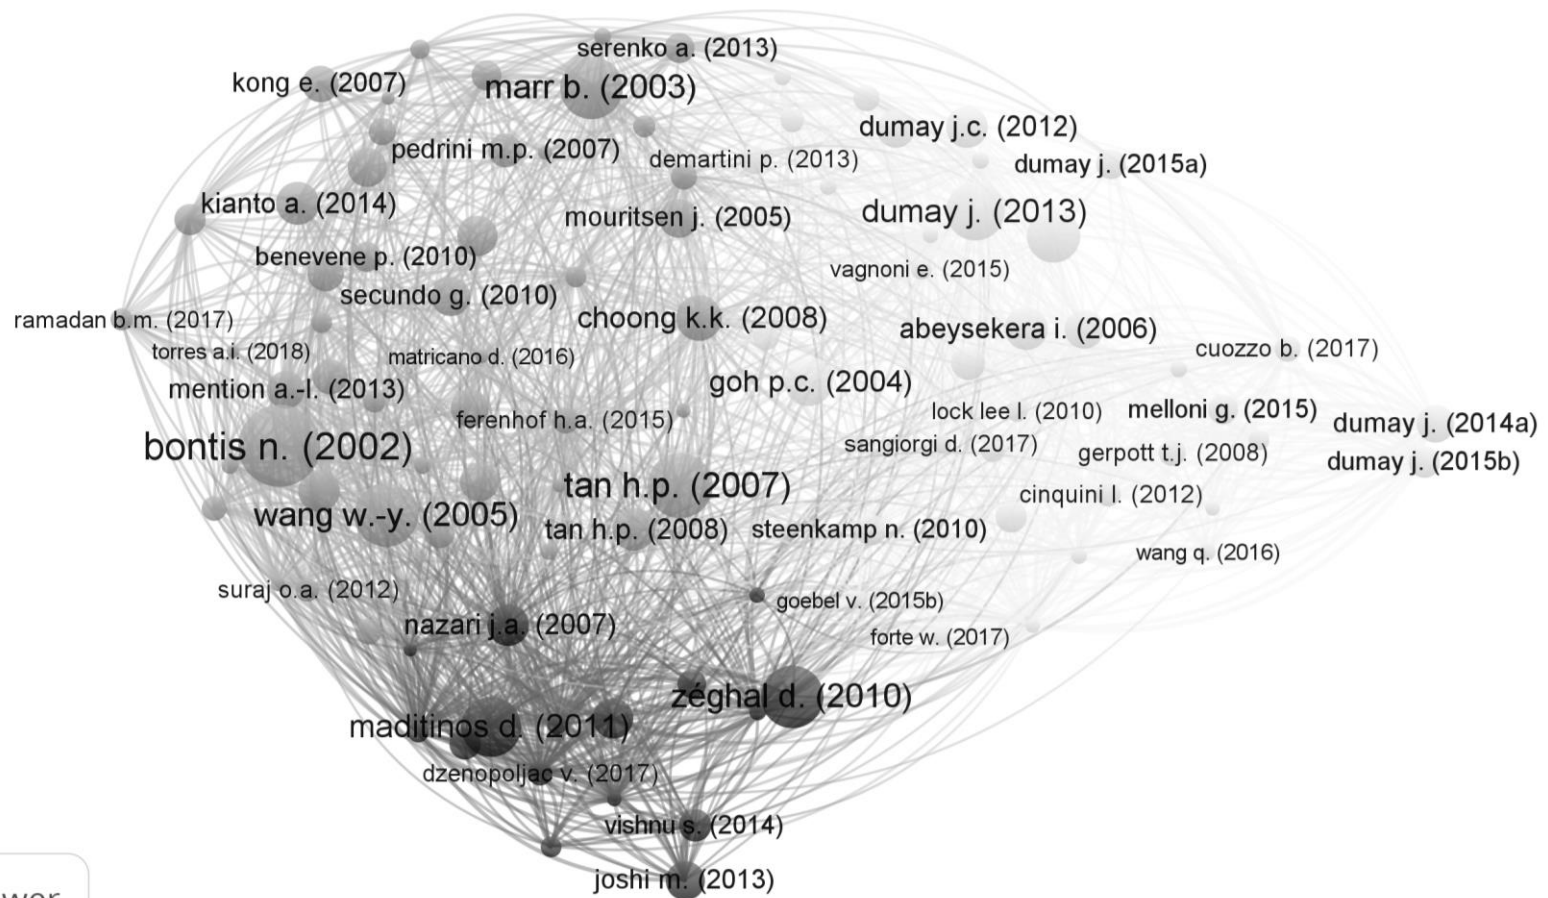 serenko a. (2013)
kong e. (2007)
marr b. (2003)
dumay j.c. (2012)
pedrini m.p. (2007)
demartini p. (2013)
dumay j. (2015a)
kianto a. (2014)
mouritsen j. (2005)
dumay j. (2013)
benevene p. (2010)
vagnoni e. (2015)
secundo g. (2010)
ramadan b.m. (2017)
choong k.k. (2008)
abeysekera i. (2006)
torres a.i. (2018)
matricano d. (2016)
cuozzo b. (2017)
mention a.-l. (2013)
goh p.c. (2004)
ferenhof h.a. (2015)
lock lee l. (2010)
melloni g. (2015)
dumay j. (2014a)
bontis n. (2002)
sangiorgi d. (2017)
gerpott t.j. (2008)
dumay j. (2015b)
tan h.p. (2007)
cinquini l. (2012)
wang w.-y. (2005)
tan h.p. (2008)
steenkamp n. (2010)
wang q. (2016)
suraj o.a. (2012)
goebel v. (2015b)
nazari j.a. (2007)
forte w. (2017)
zéghal d. (2010)
maditinos d. (2011)
dzenopoljac v. (2017)
vishnu s. (2014)
joshi m. (2013)